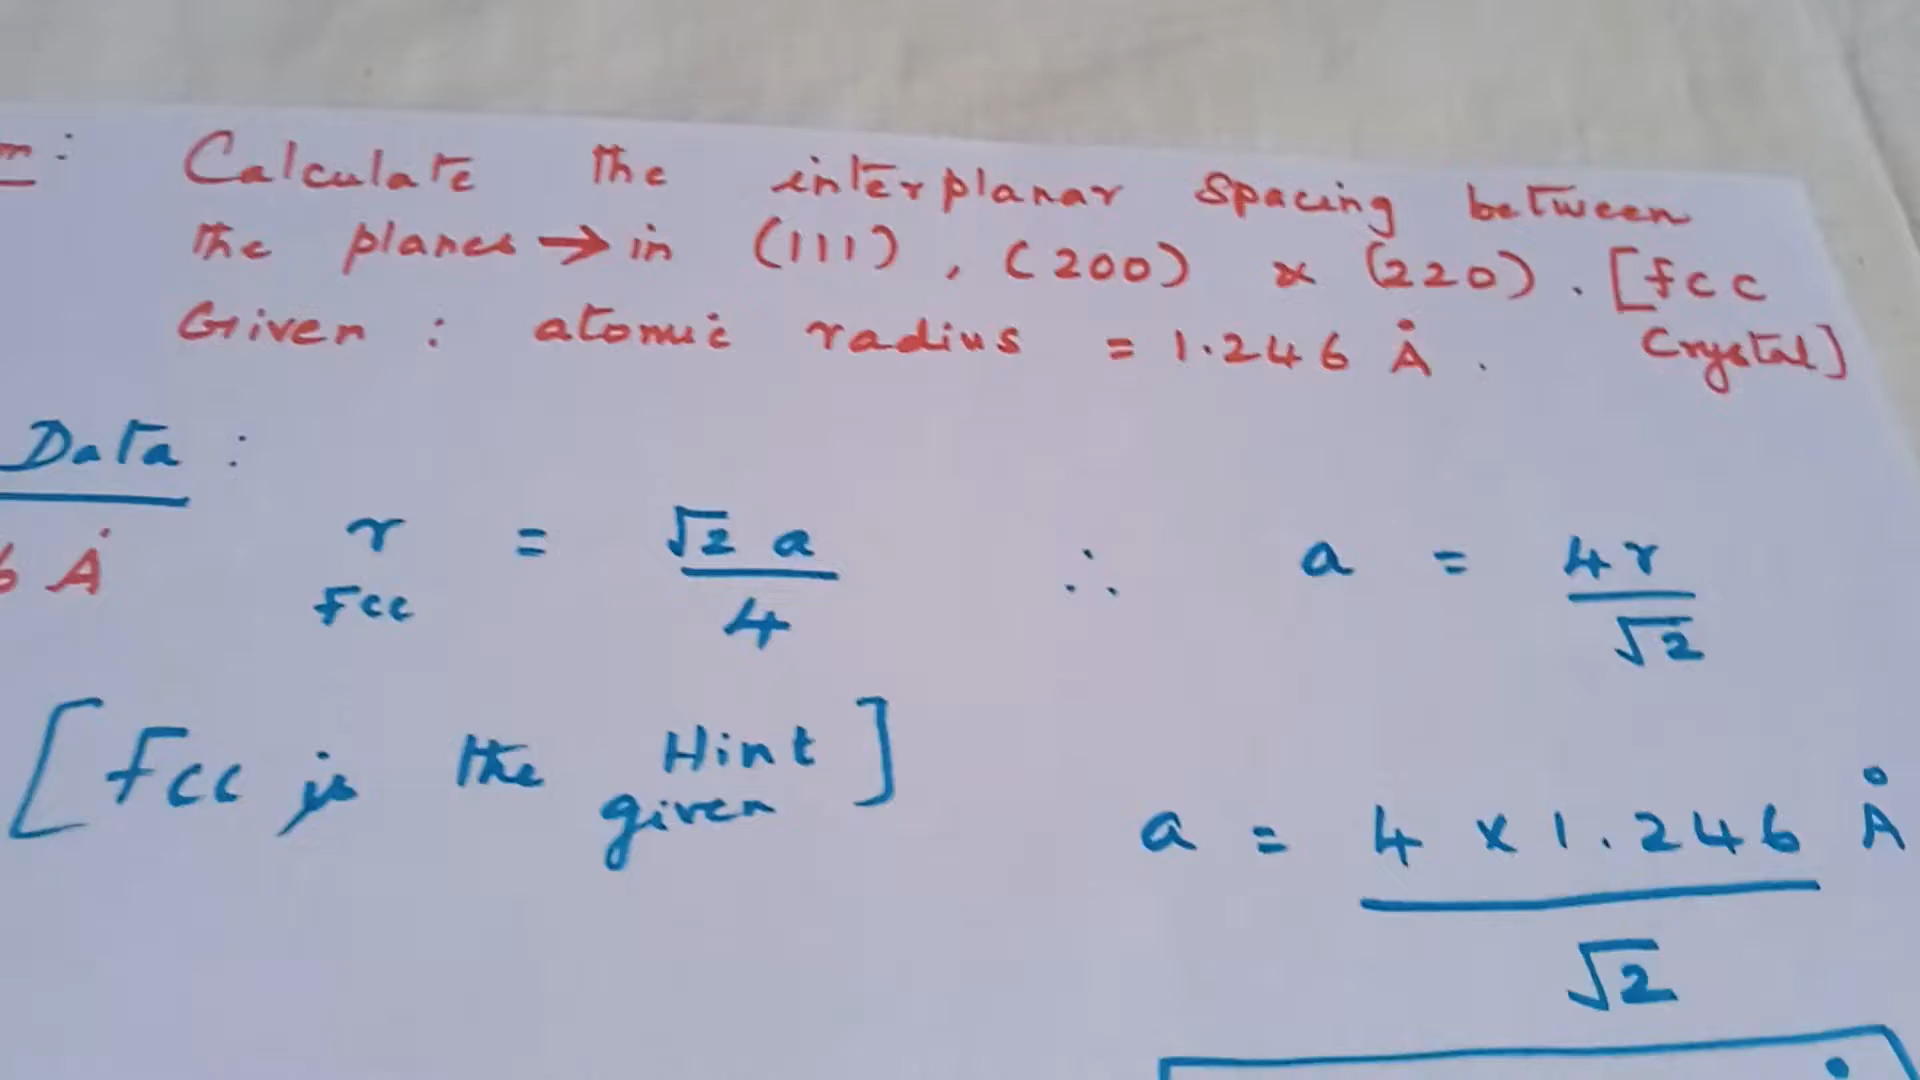 Calculate the interplanar spacing between
the planes → in (111), (200) & (220). [fcc
Crystal]
Given : atomic radius = 1.246 Å.
Data :
6 Å
r = √2 a / 4 ∴ a = 4r / √2
Fcc
[Fcc is the Hint given]
a = 4 x 1.246 Å / √2